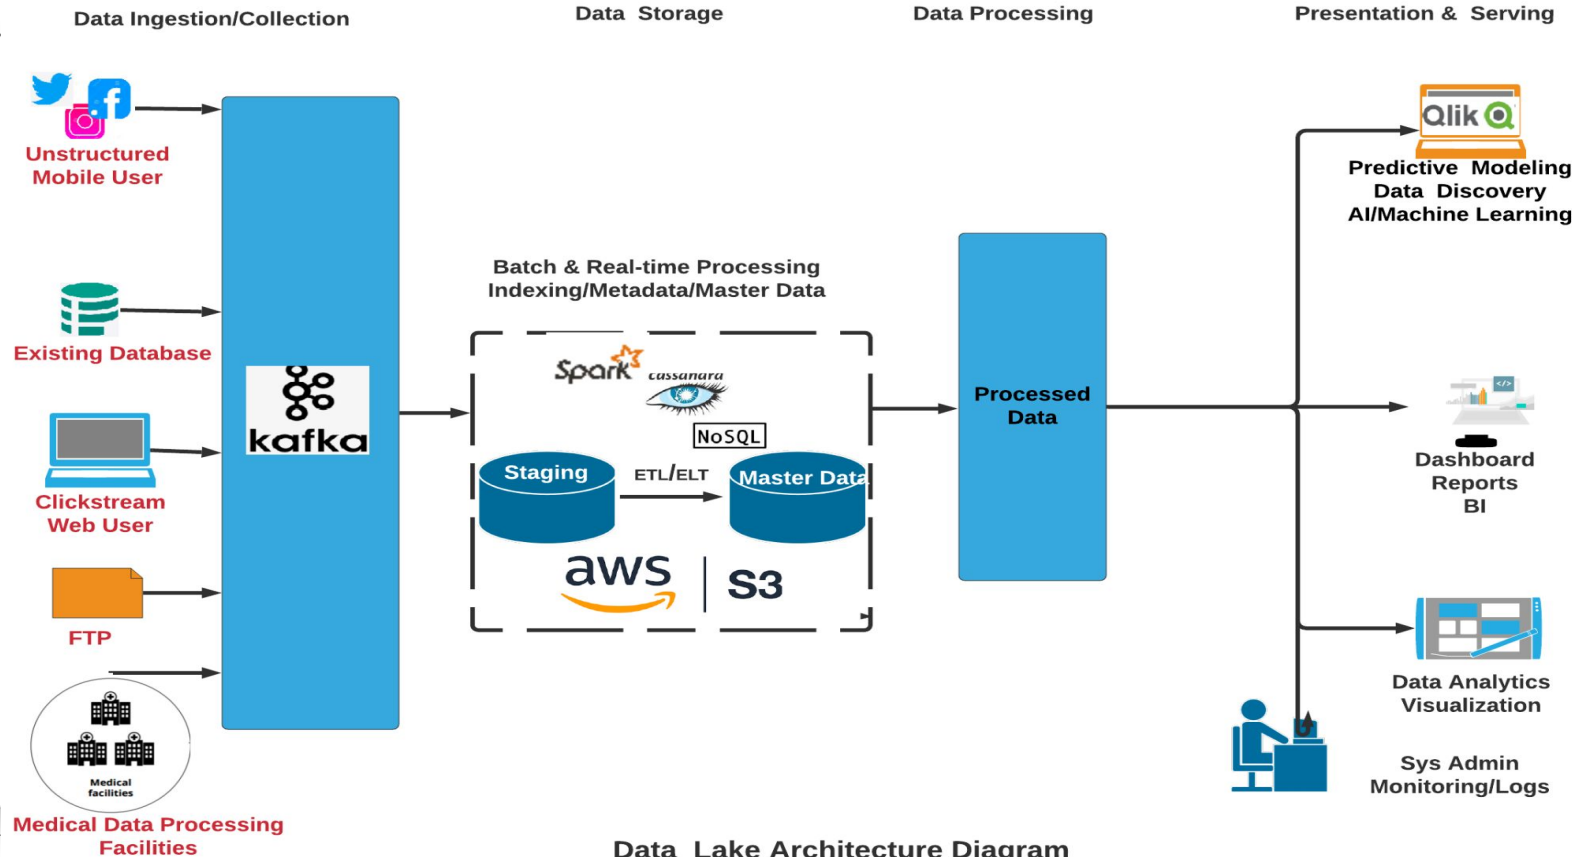 Data Ingestion/Collection
Data Storage
Data Processing
Presentation & Serving
Unstructured
Mobile User
Existing Database
Clickstream
Web User
FTP
Medical
facilities
Medical Data Processing
Facilities
kafka
Batch & Real-time Processing
Indexing/Metadata/Master Data
Spark
cassandra
NoSQL
Staging
ETL/ELT
Master Data
aws
S3
Processed
Data
Qlik
Predictive Modeling
Data Discovery
AI/Machine Learning
</>
Dashboard
Reports
BI
Data Analytics
Visualization
Sys Admin
Monitoring/Logs
Data Lake Architecture Diagram